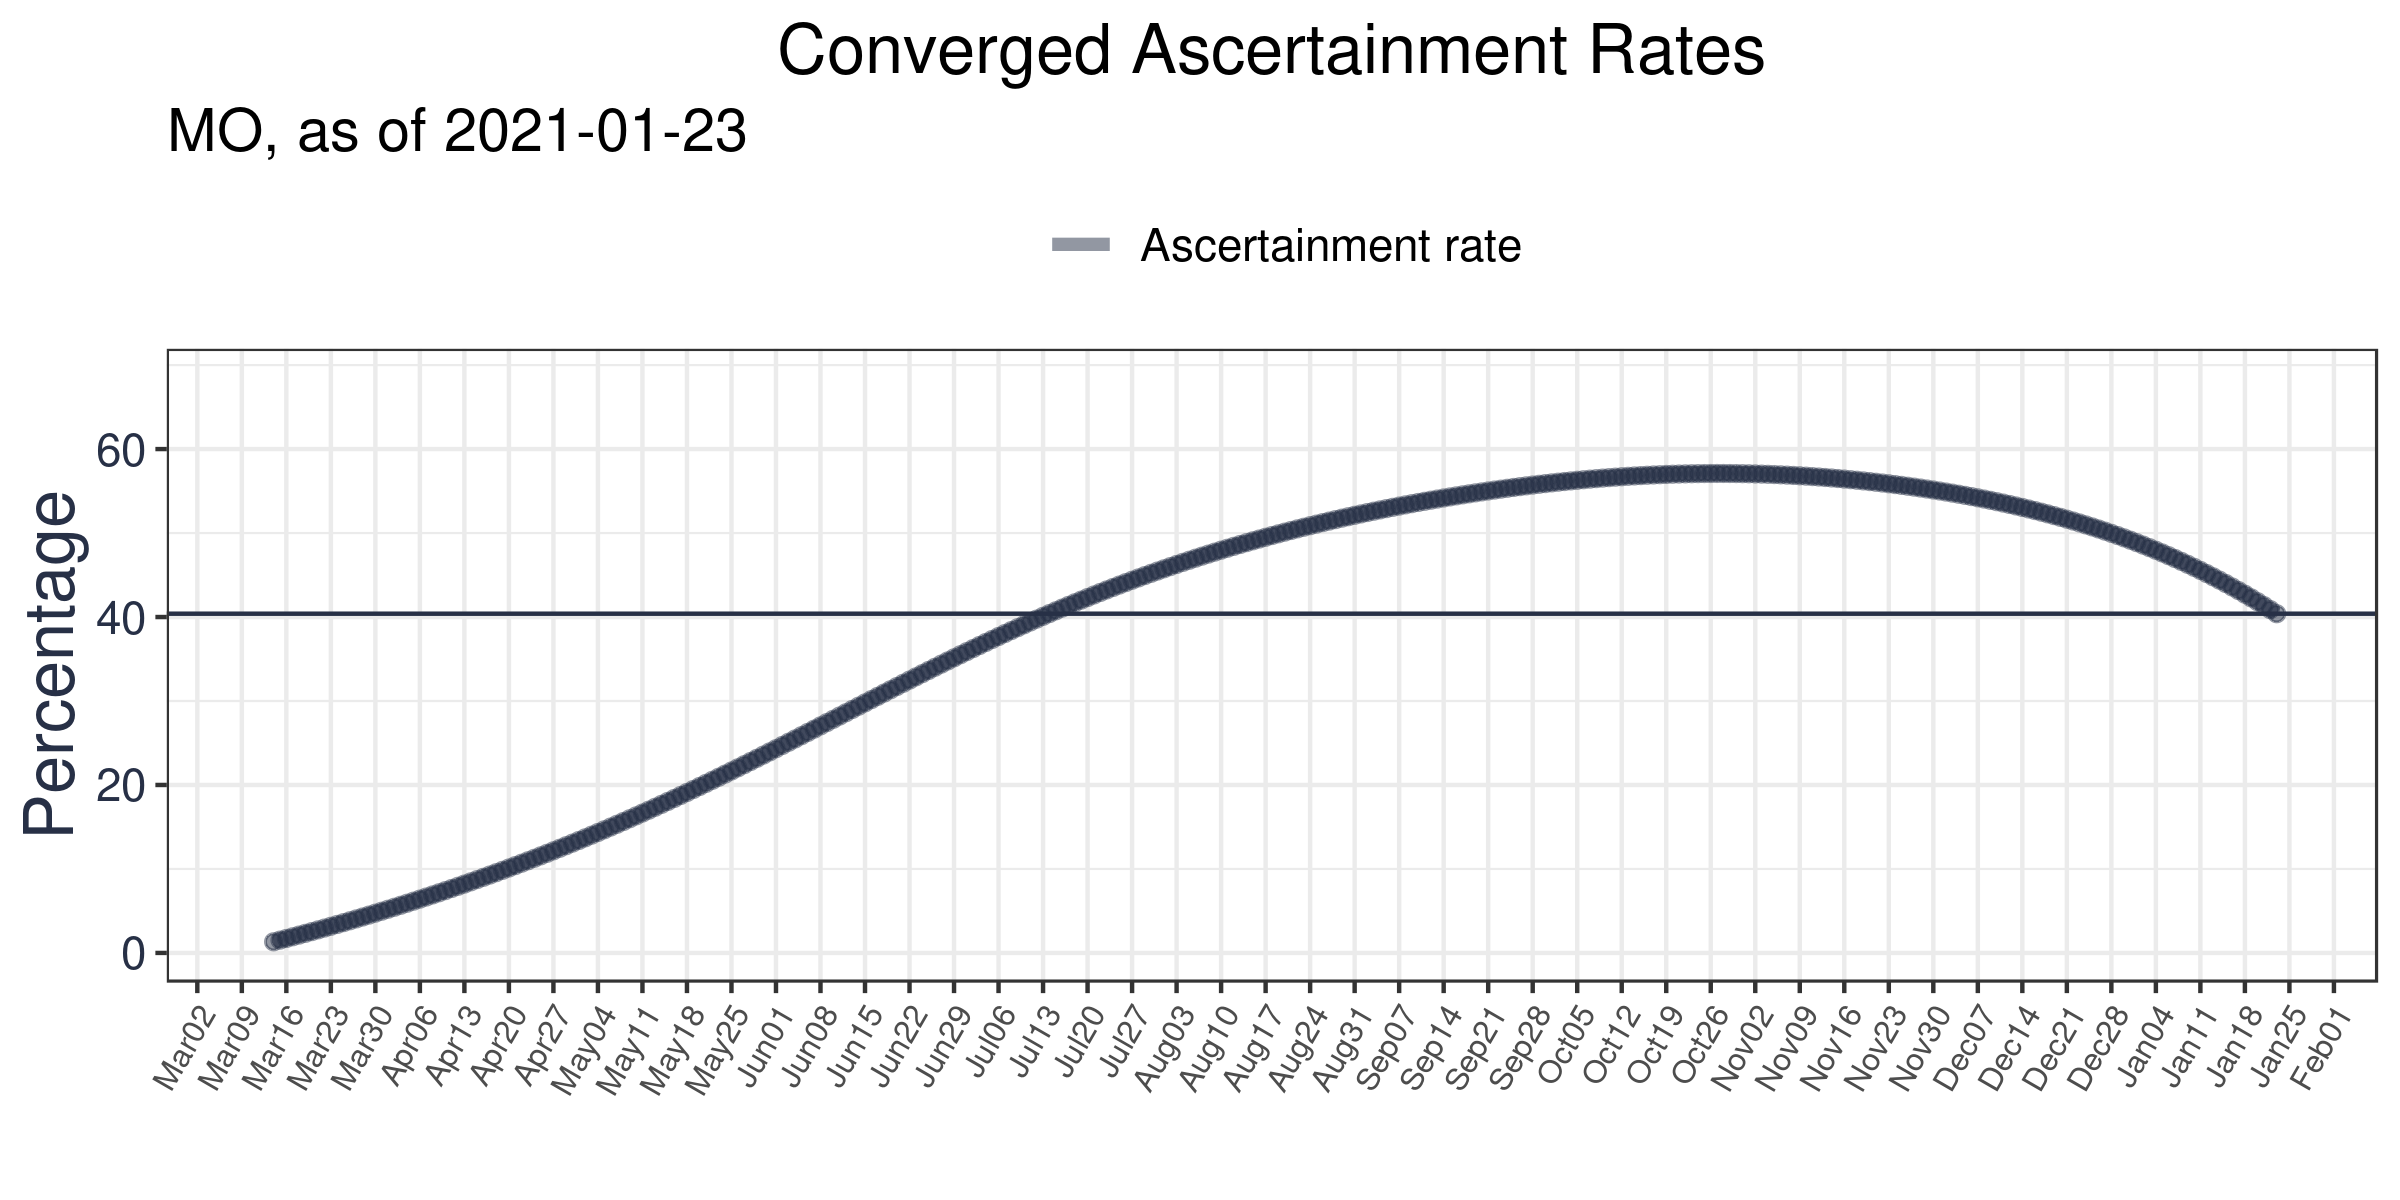 Converged Ascertainment Rates
MO, as of 2021-01-23
Ascertainment rate
Percentage
60
40
20
0
Mar02 Mar09 Mar16 Mar23 Mar30 Apr06 Apr13 Apr20 Apr27 May04 May11 May18 May25 Jun01 Jun08 Jun15 Jun22 Jun29 Jul06 Jul13 Jul20 Jul27 Aug03 Aug10 Aug17 Aug24 Aug31 Sep07 Sep14 Sep21 Sep28 Oct05 Oct12 Oct19 Oct26 Nov02 Nov09 Nov16 Nov23 Nov30 Dec07 Dec14 Dec21 Dec28 Jan04 Jan11 Jan18 Jan25 Feb01